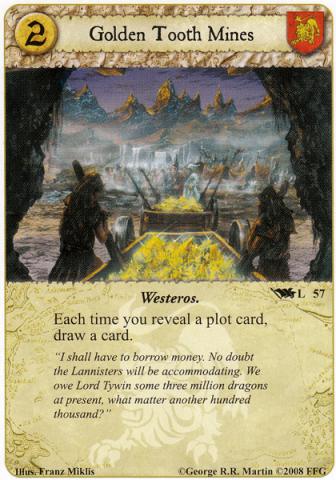 2
Golden Tooth Mines
L 57
Westeros.
Each time you reveal a plot card,
draw a card.
“I shall have to borrow money. No doubt
the Lannisters will be accommodating. We
owe Lord Tywin some three million dragons
at present, what matter another hundred
thousand?”
Illus. Franz Miklis
©George R.R. Martin ©2008 FFG